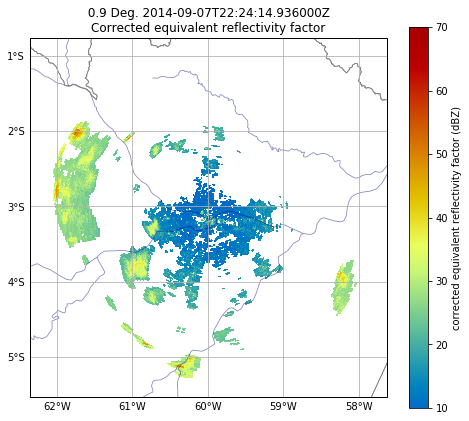 0.9 Deg. 2014-09-07T22:24:14.936000Z
Corrected equivalent reflectivity factor
1°S
2°S
3°S
4°S
5°S
62°W
61°W
60°W
59°W
58°W
70
60
50
40
30
20
10
corrected equivalent reflectivity factor (dBZ)